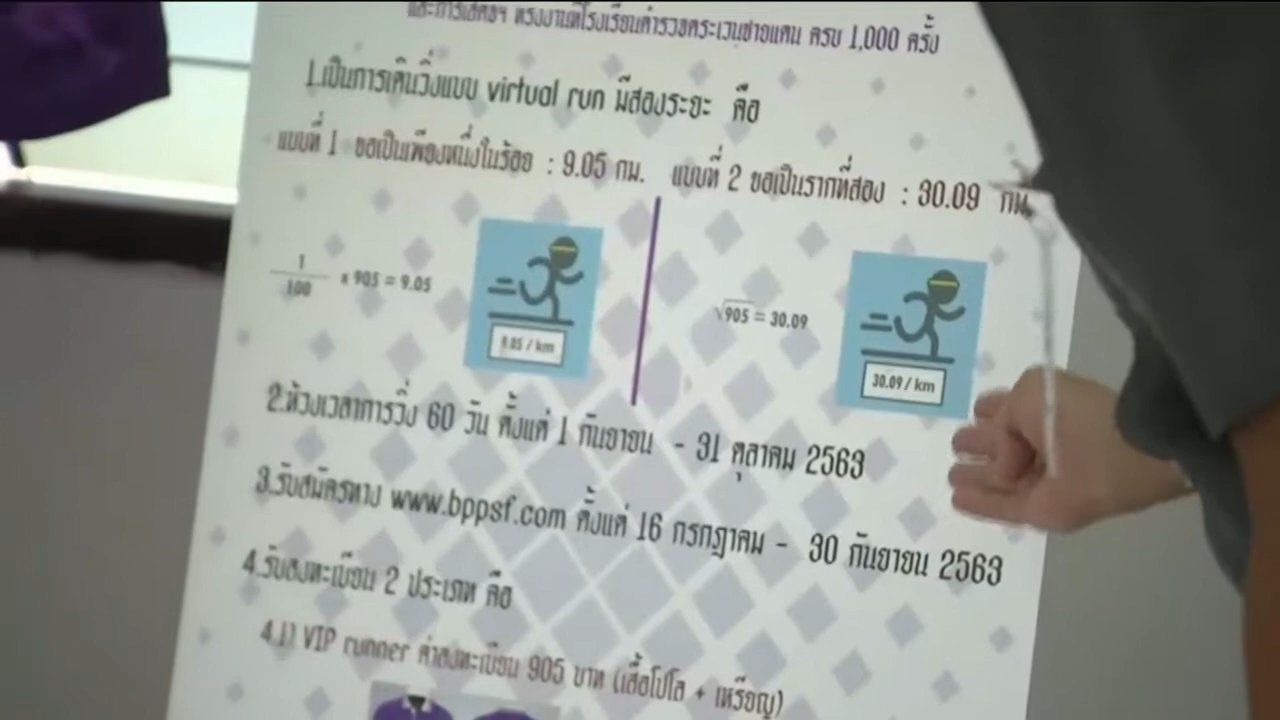 และการเสด็จฯ ทรงงานที่โรงเรียนตำรวจตระเวนชายแดน ครบ 1,000 ครั้ง
1.เป็นการเดินวิ่งแบบ virtual run มีสองระยะ คือ
แบบที่ 1 ขอเป็นเพียงหนึ่งในร้อย : 9.05 กม. แบบที่ 2 ขอเป็นรากที่สอง : 30.09 กม.
1
100
x 905 = 9.05
9.05 / km
√905 = 30.09
30.09 / km
2.ห้วงเวลาการวิ่ง 60 วัน ตั้งแต่ 1 กันยายน - 31 ตุลาคม 2563
3.รับสมัครทาง www.bppsf.com ตั้งแต่ 16 กรกฎาคม - 30 กันยายน 2563
4.รับลงทะเบียน 2 ประเภท คือ
4.1) VIP runner ค่าลงทะเบียน 905 บาท (เสื้อโปโล + เหรียญ)